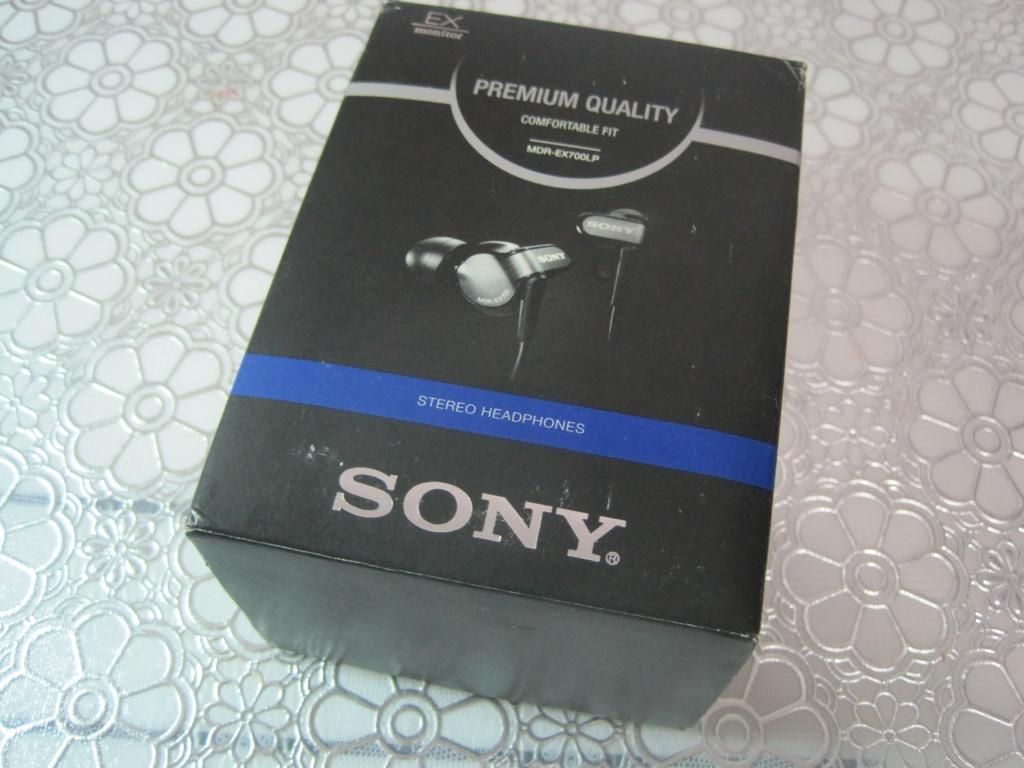 EX
monitor
PREMIUM QUALITY
COMFORTABLE FIT
MDR-EX700LP
SONY
SONY
STEREO HEADPHONES
SONY®